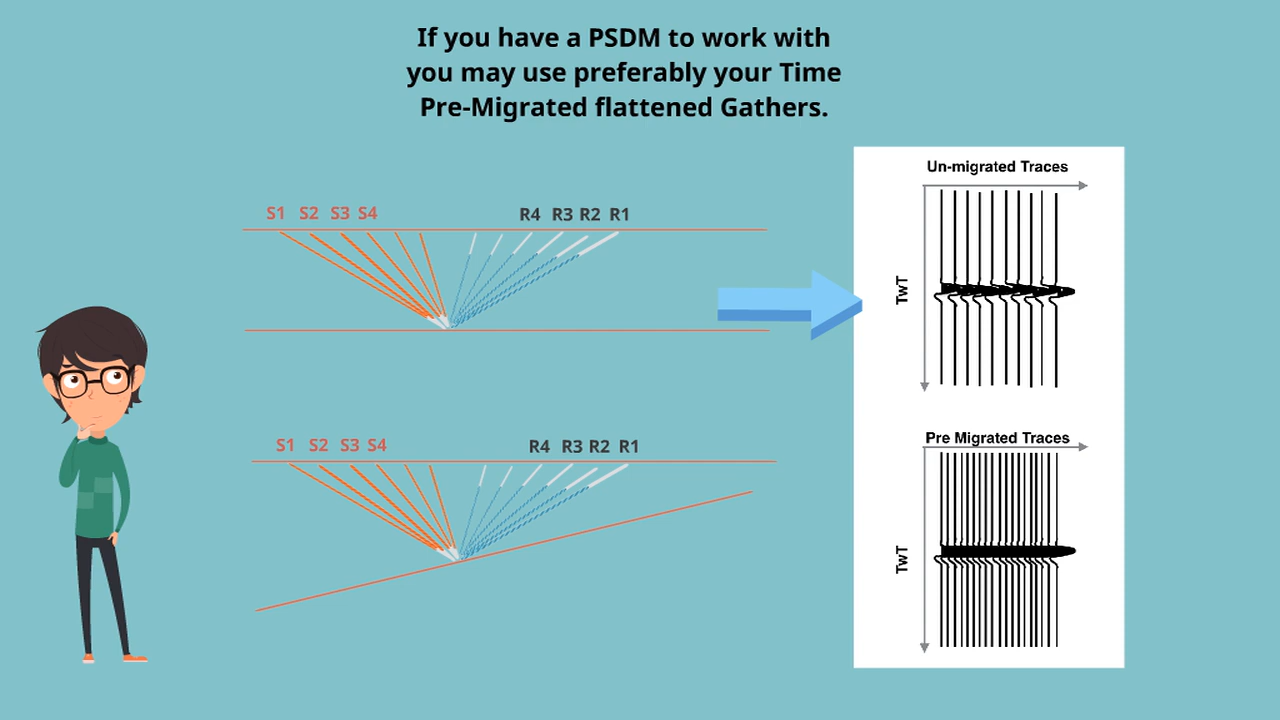 If you have a PSDM to work with
you may use preferably your Time
Pre-Migrated flattened Gathers.
S1 S2 S3 S4 R4 R3 R2 R1
Un-migrated Traces
TwT
S1 S2 S3 S4 R4 R3 R2 R1
Pre Migrated Traces
TwT